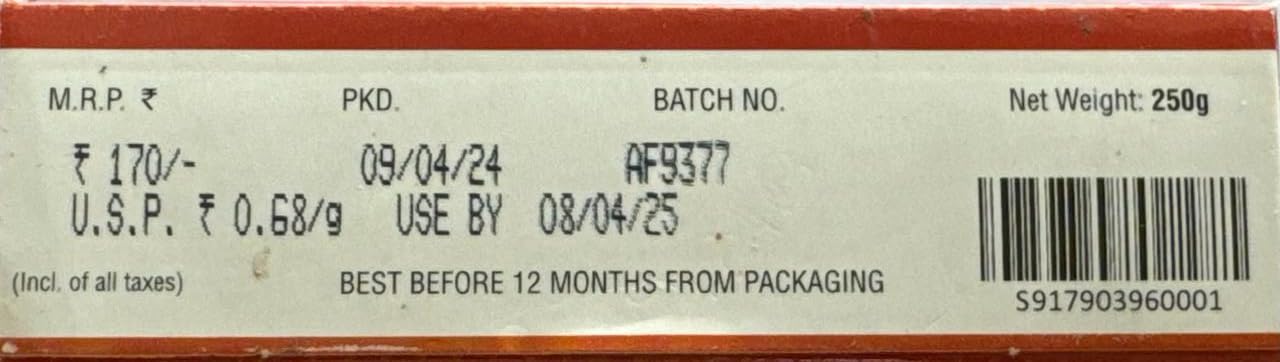 M.R.P. ₹ PKD. BATCH NO. Net Weight: 250g
₹ 170/- 09/04/24 AF9377
U.S.P. ₹ 0.68/g USE BY 08/04/25
(Incl. of all taxes) BEST BEFORE 12 MONTHS FROM PACKAGING
S917903960001